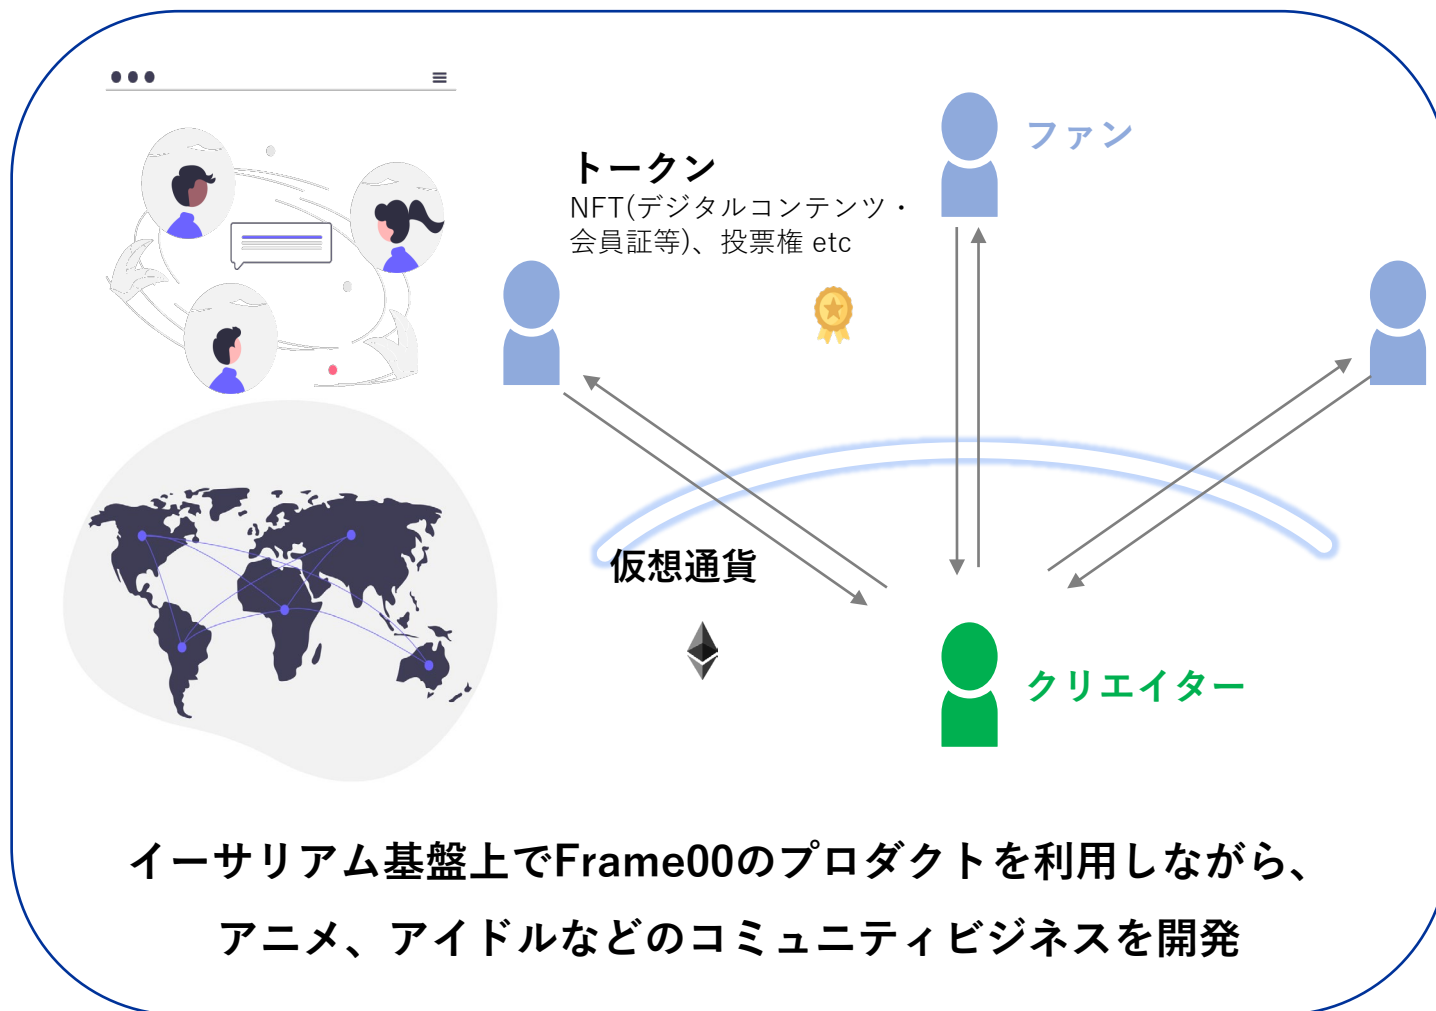 ファン
トークン
NFT(デジタルコンテンツ・
会員証等)、投票権 etc
仮想通貨
クリエイター
イーサリアム基盤上でFrame00のプロダクトを利用しながら、
アニメ、アイドルなどのコミュニティビジネスを開発